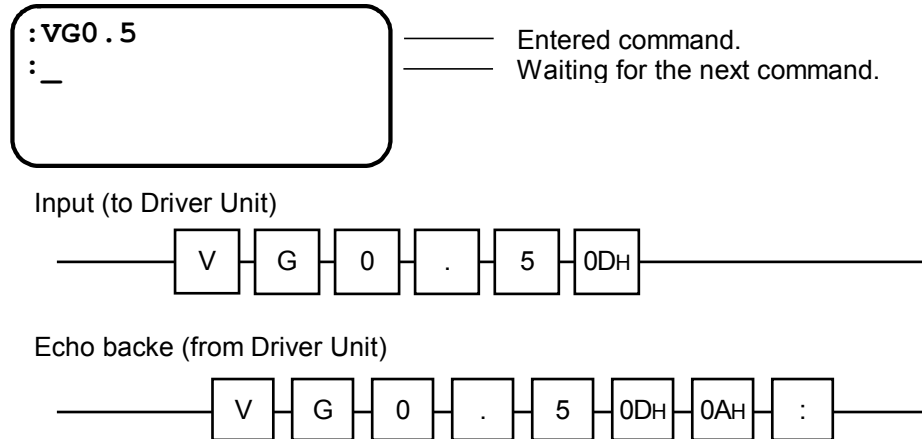 :VG0.5 Entered command.
:_ Waiting for the next command.
Input (to Driver Unit)
V G 0 . 5 0DH
Echo backe (from Driver Unit)
V G 0 . 5 0DH 0AH :